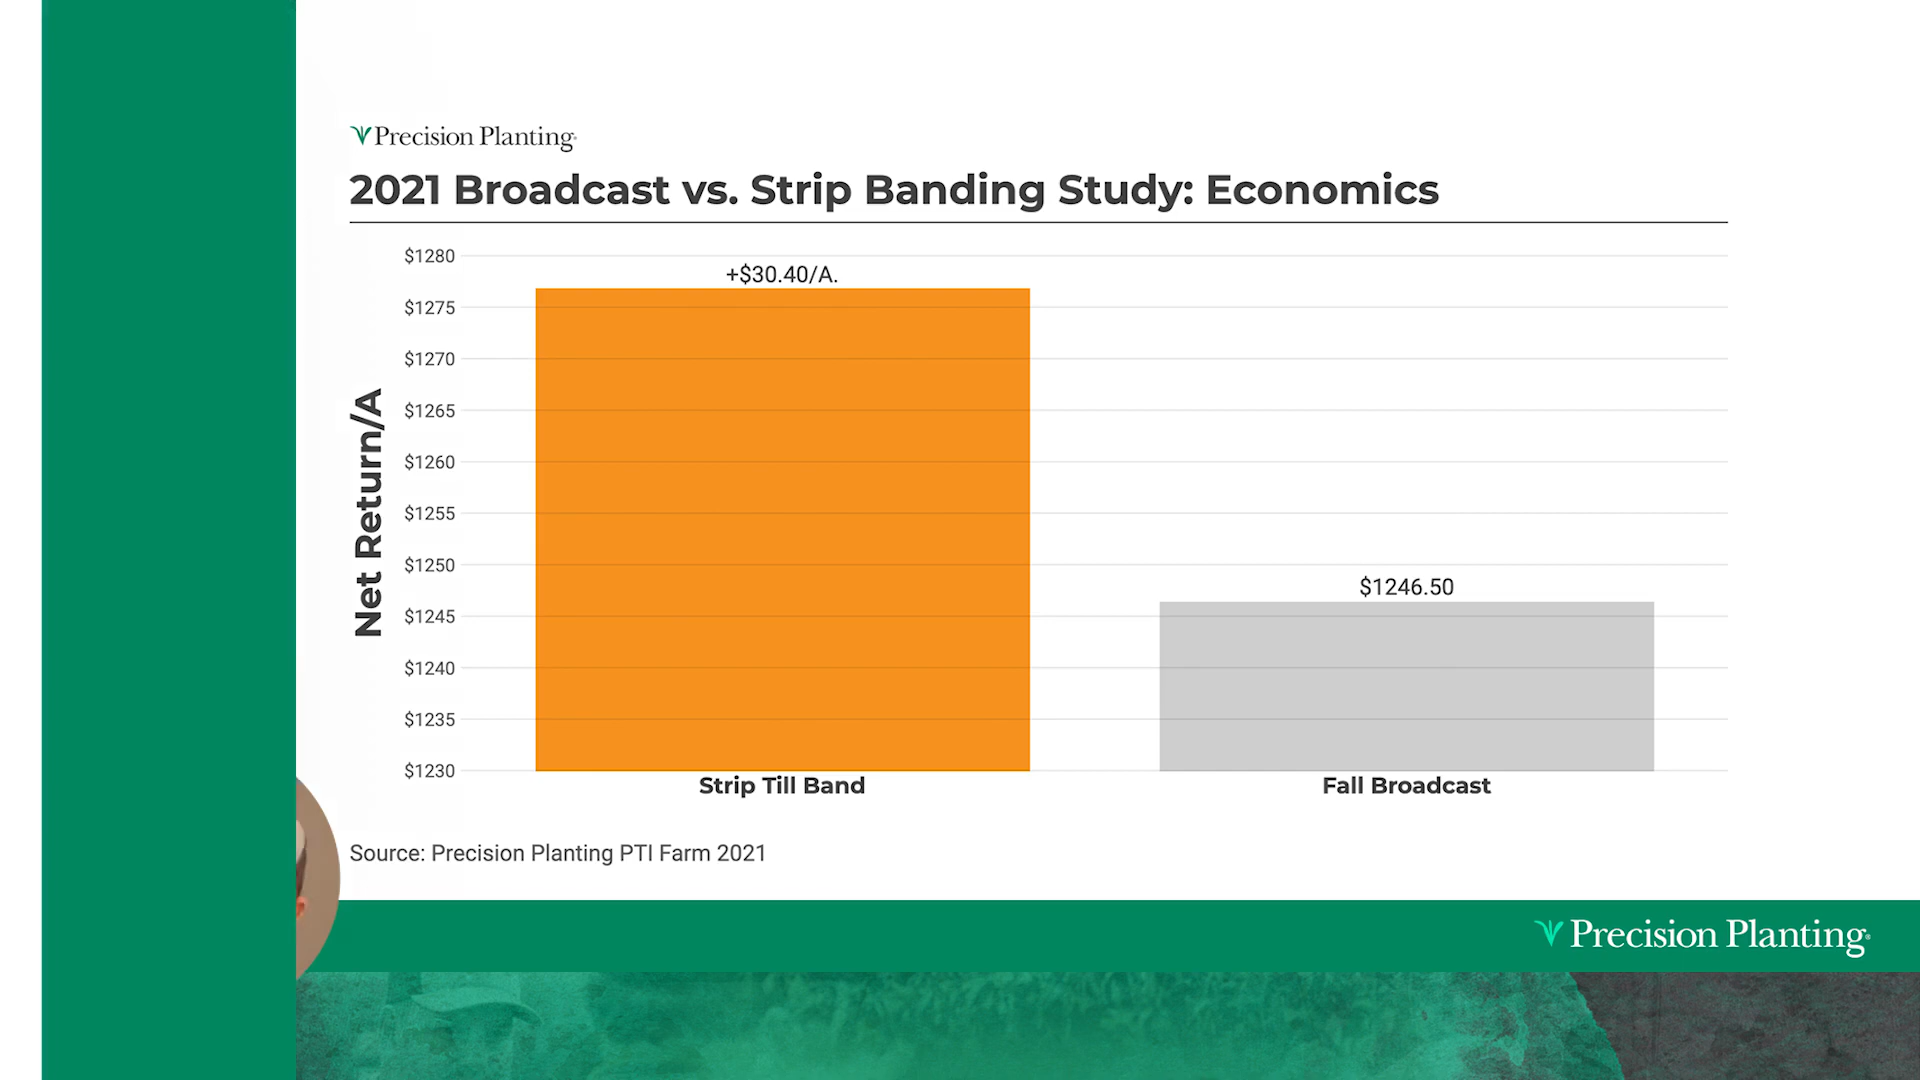 Precision Planting
2021 Broadcast vs. Strip Banding Study: Economics
Net Return/A
$1280
$1275
$1270
$1265
$1260
$1255
$1250
$1245
$1240
$1235
$1230
+$30.40/A.
$1246.50
Strip Till Band
Fall Broadcast
Source: Precision Planting PTI Farm 2021
Precision Planting